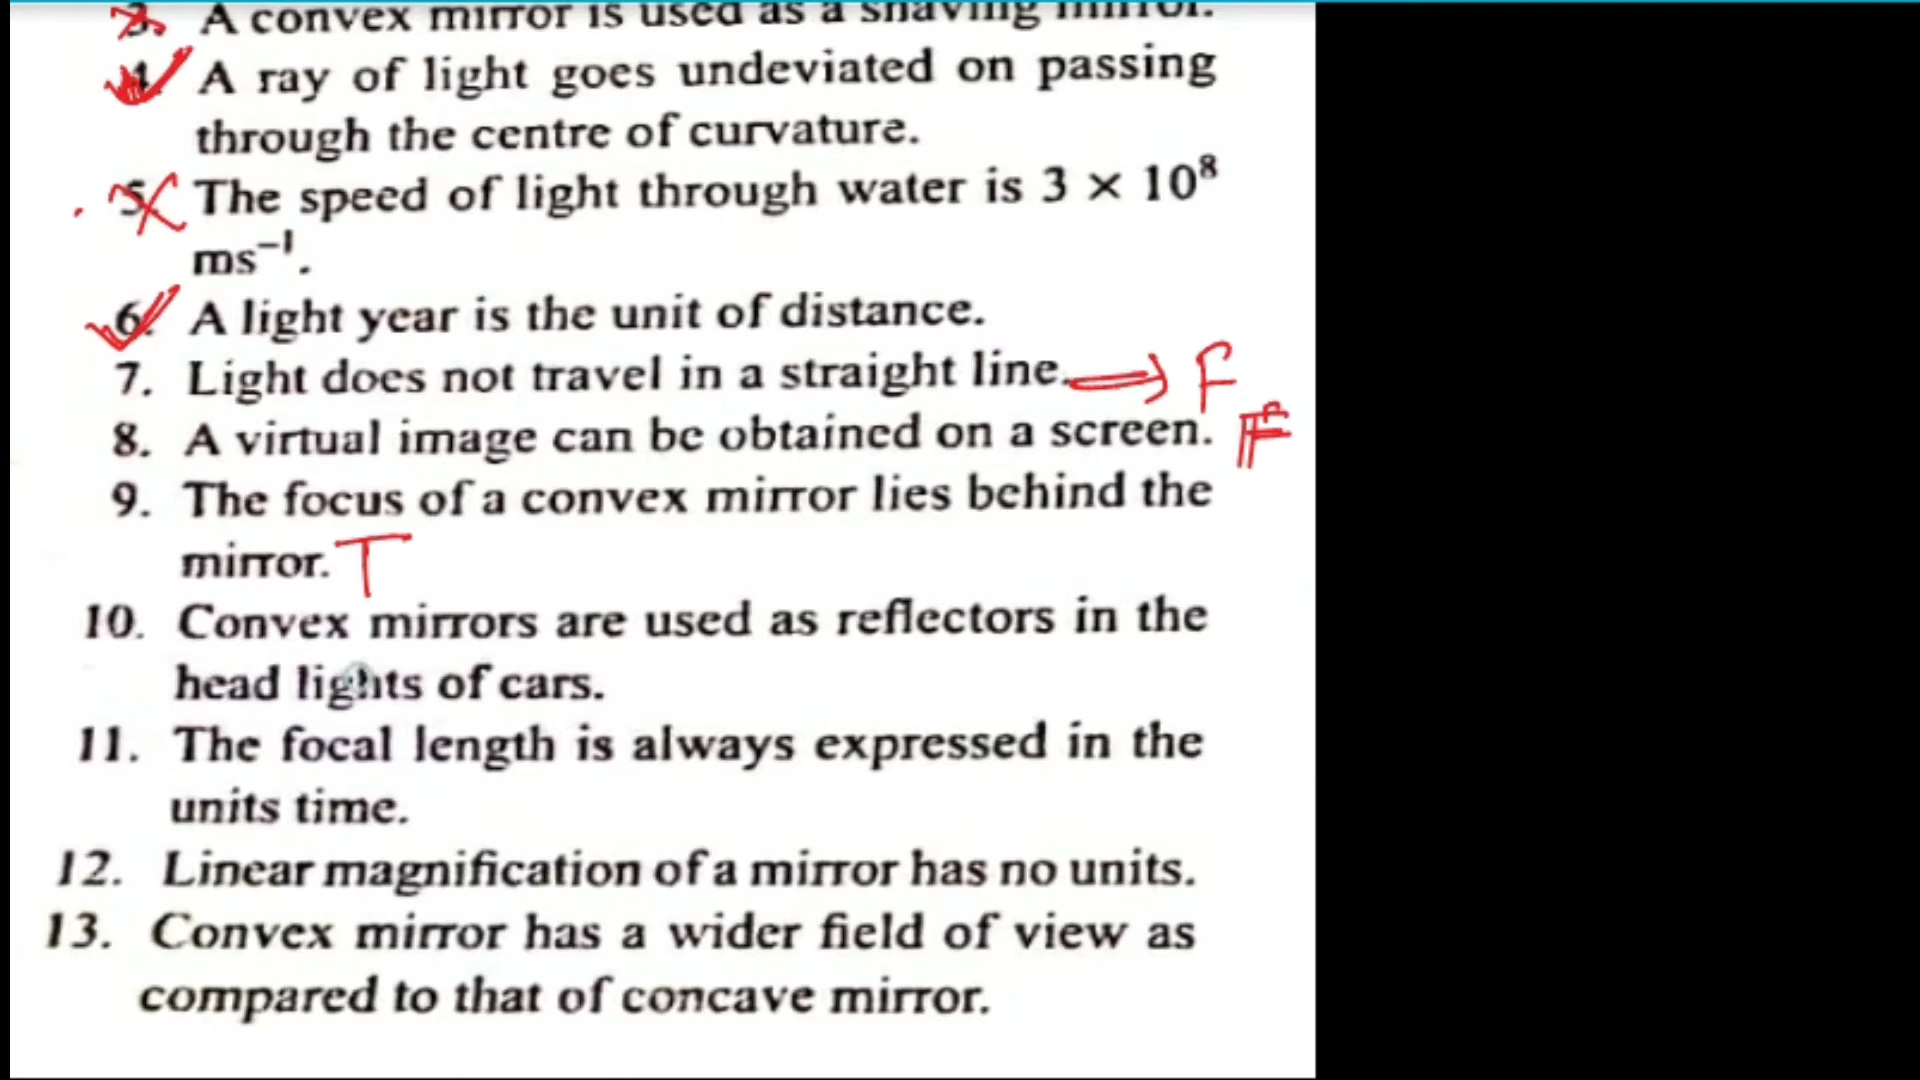 3. A convex mirror is used as a shaving mirror.
4. A ray of light goes undeviated on passing
through the centre of curvature.
5. The speed of light through water is 3 × 10⁸
ms⁻¹.
6. A light year is the unit of distance.
7. Light does not travel in a straight line. → F
8. A virtual image can be obtained on a screen. F
9. The focus of a convex mirror lies behind the
mirror. T
10. Convex mirrors are used as reflectors in the
head lights of cars.
11. The focal length is always expressed in the
units time.
12. Linear magnification of a mirror has no units.
13. Convex mirror has a wider field of view as
compared to that of concave mirror.